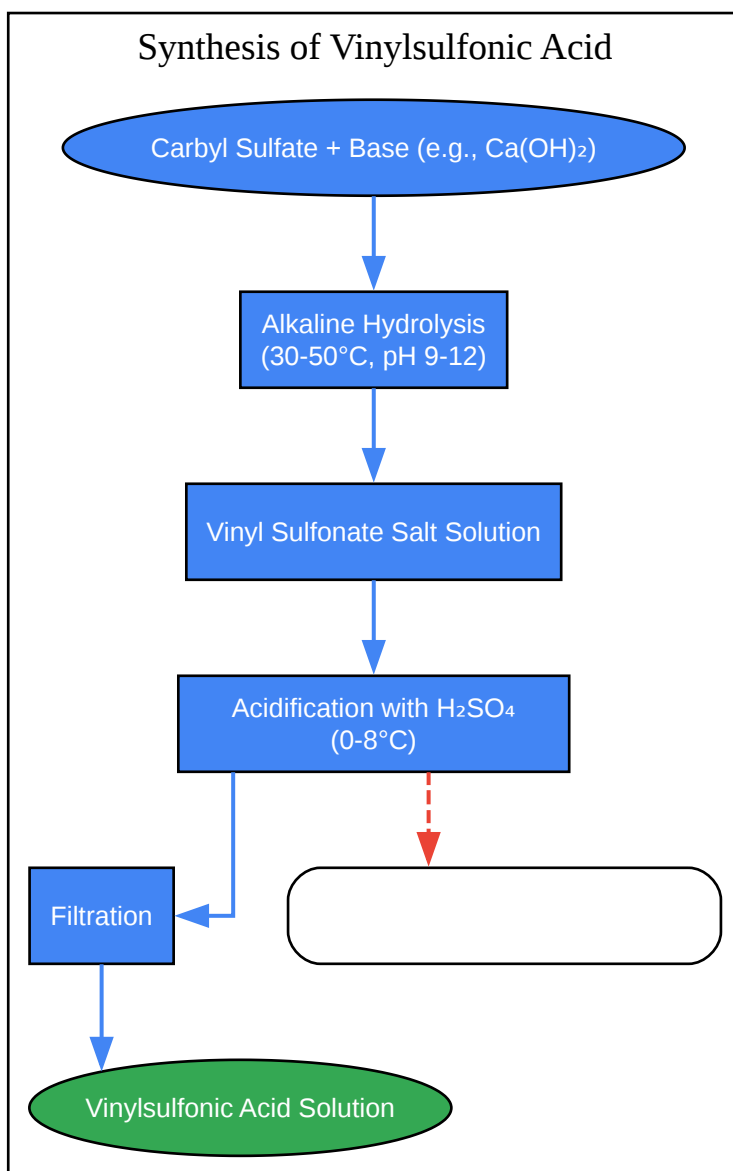 Synthesis of Vinylsulfonic Acid
Carbyl Sulfate + Base (e.g., Ca(OH)₂)
Alkaline Hydrolysis
(30-50°C, pH 9-12)
Vinyl Sulfonate Salt Solution
Acidification with H₂SO₄
(0-8°C)
Filtration
Vinylsulfonic Acid Solution